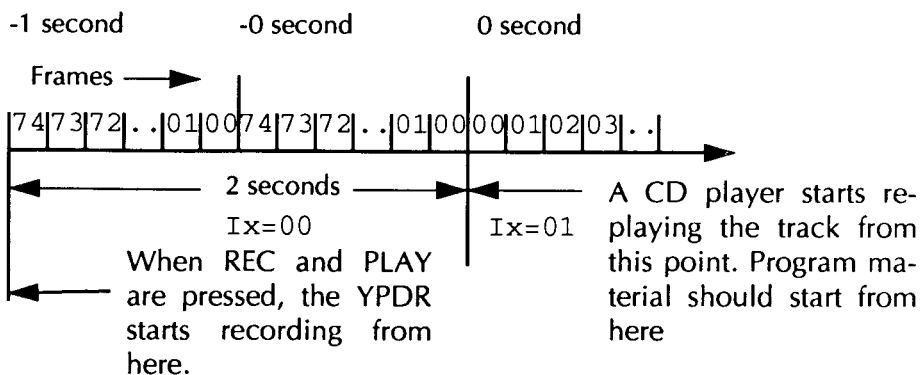 -1 second -0 second 0 second
Frames
74 73 72 .. 01 00 74 73 72 .. 01 00 00 01 02 03 ..
2 seconds
Ix=00
Ix=01
When REC and PLAY
are pressed, the YPDR
starts recording from
here.
A CD player starts re-
playing the track from
this point. Program ma-
terial should start from
here